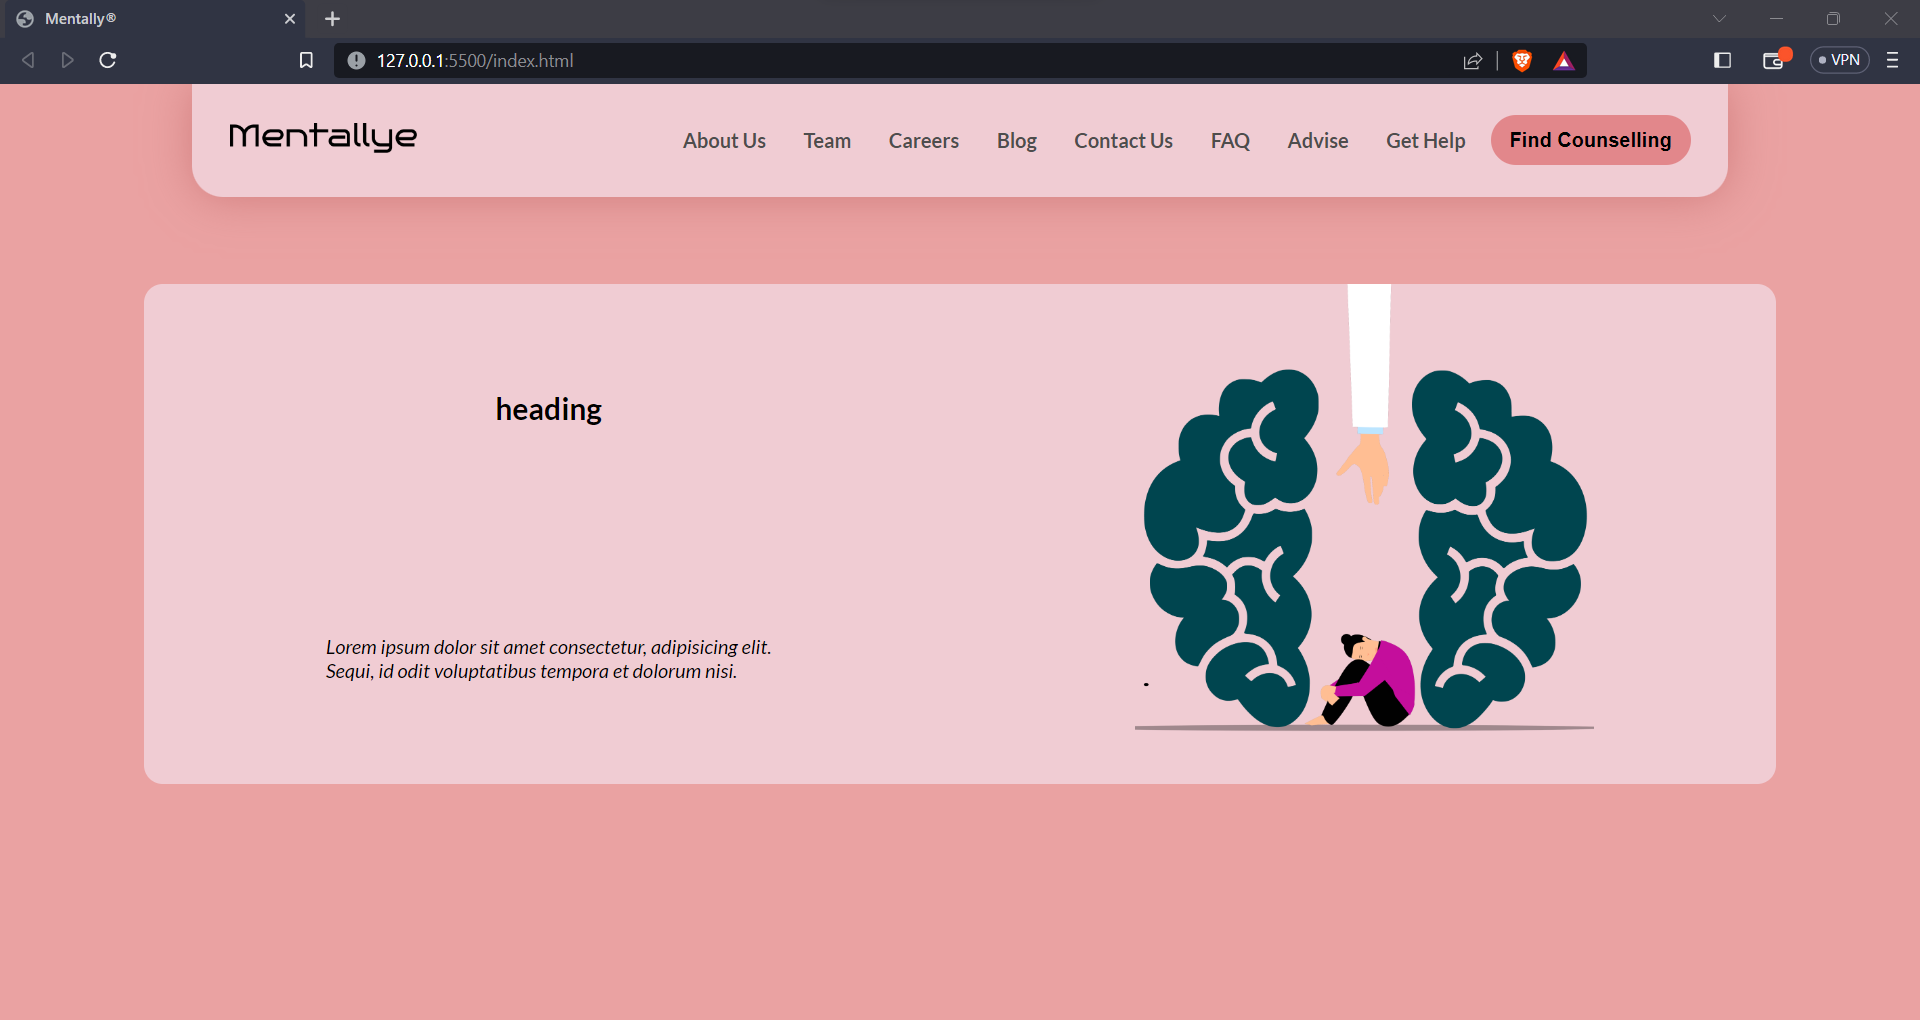 Mentally®
127.0.0.1:5500/index.html
VPN
Mentallye
About Us
Team
Careers
Blog
Contact Us
FAQ
Advise
Get Help
Find Counselling
heading
Lorem ipsum dolor sit amet consectetur, adipisicing elit.
Sequi, id odit voluptatibus tempora et dolorum nisi.